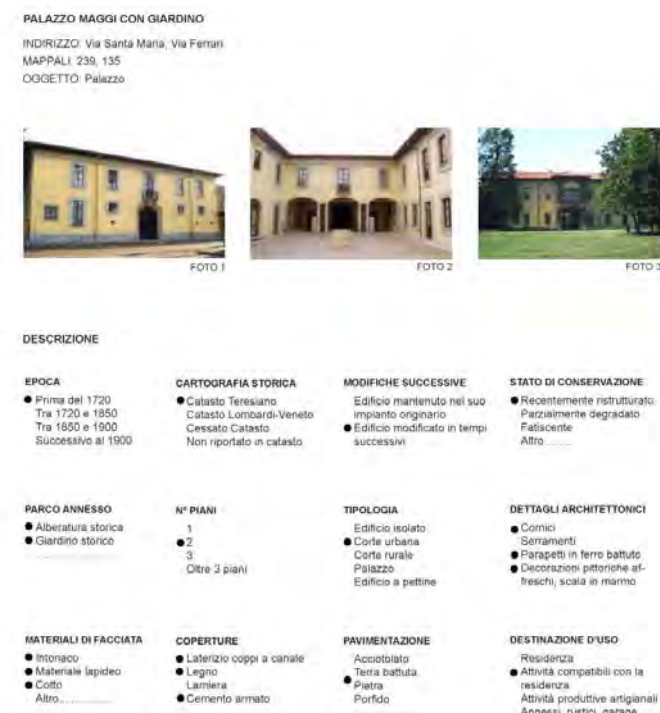 PALAZZO MAGGI CON GIARDINO
INDIRIZZO: Via Santa Maria, Via Ferrari
MAPPALI: 239, 135
OGGETTO: Palazzo
FOTO 1
FOTO 2
FOTO 3
DESCRIZIONE
EPOCA
● Prima del 1720
Tra 1720 e 1850
Tra 1850 e 1900
Successivo al 1900
CARTOGRAFIA STORICA
● Catasto Teresiano
Catasto Lombardi-Veneto
Cessato Catasto
Non riportato in catasto
MODIFICHE SUCCESSIVE
Edificio mantenuto nel suo
impianto originario
● Edificio modificato in tempi
successivi
STATO DI CONSERVAZIONE
● Recentemente ristrutturato
Parzialmente degradato
Fatiscente
Altro........
PARCO ANNESSO
● Alberatura storica
● Giardino storico
N° PIANI
1
● 2
3
Oltre 3 piani
TIPOLOGIA
Edificio isolato
● Corte urbana
Corte rurale
Palazzo
Edificio a pettine
DETTAGLI ARCHITETTONICI
● Cornici
Serramenti
● Parapetti in ferro battuto
● Decorazioni pittoriche af-
freschi, scala in marmo
MATERIALI DI FACCIATA
● Intonaco
● Materiale lapideo
● Cotto
Altro..............
COPERTURE
● Laterizio coppi a canale
● Legno
Lamiera
● Cemento armato
PAVIMENTAZIONE
Acciotolato
Terra battuta
● Pietra
Porfido
DESTINAZIONE D'USO
Residenza
● Attività compatibili con la
residenza
Attività produttive artigianali
Annessi, rustici, garage